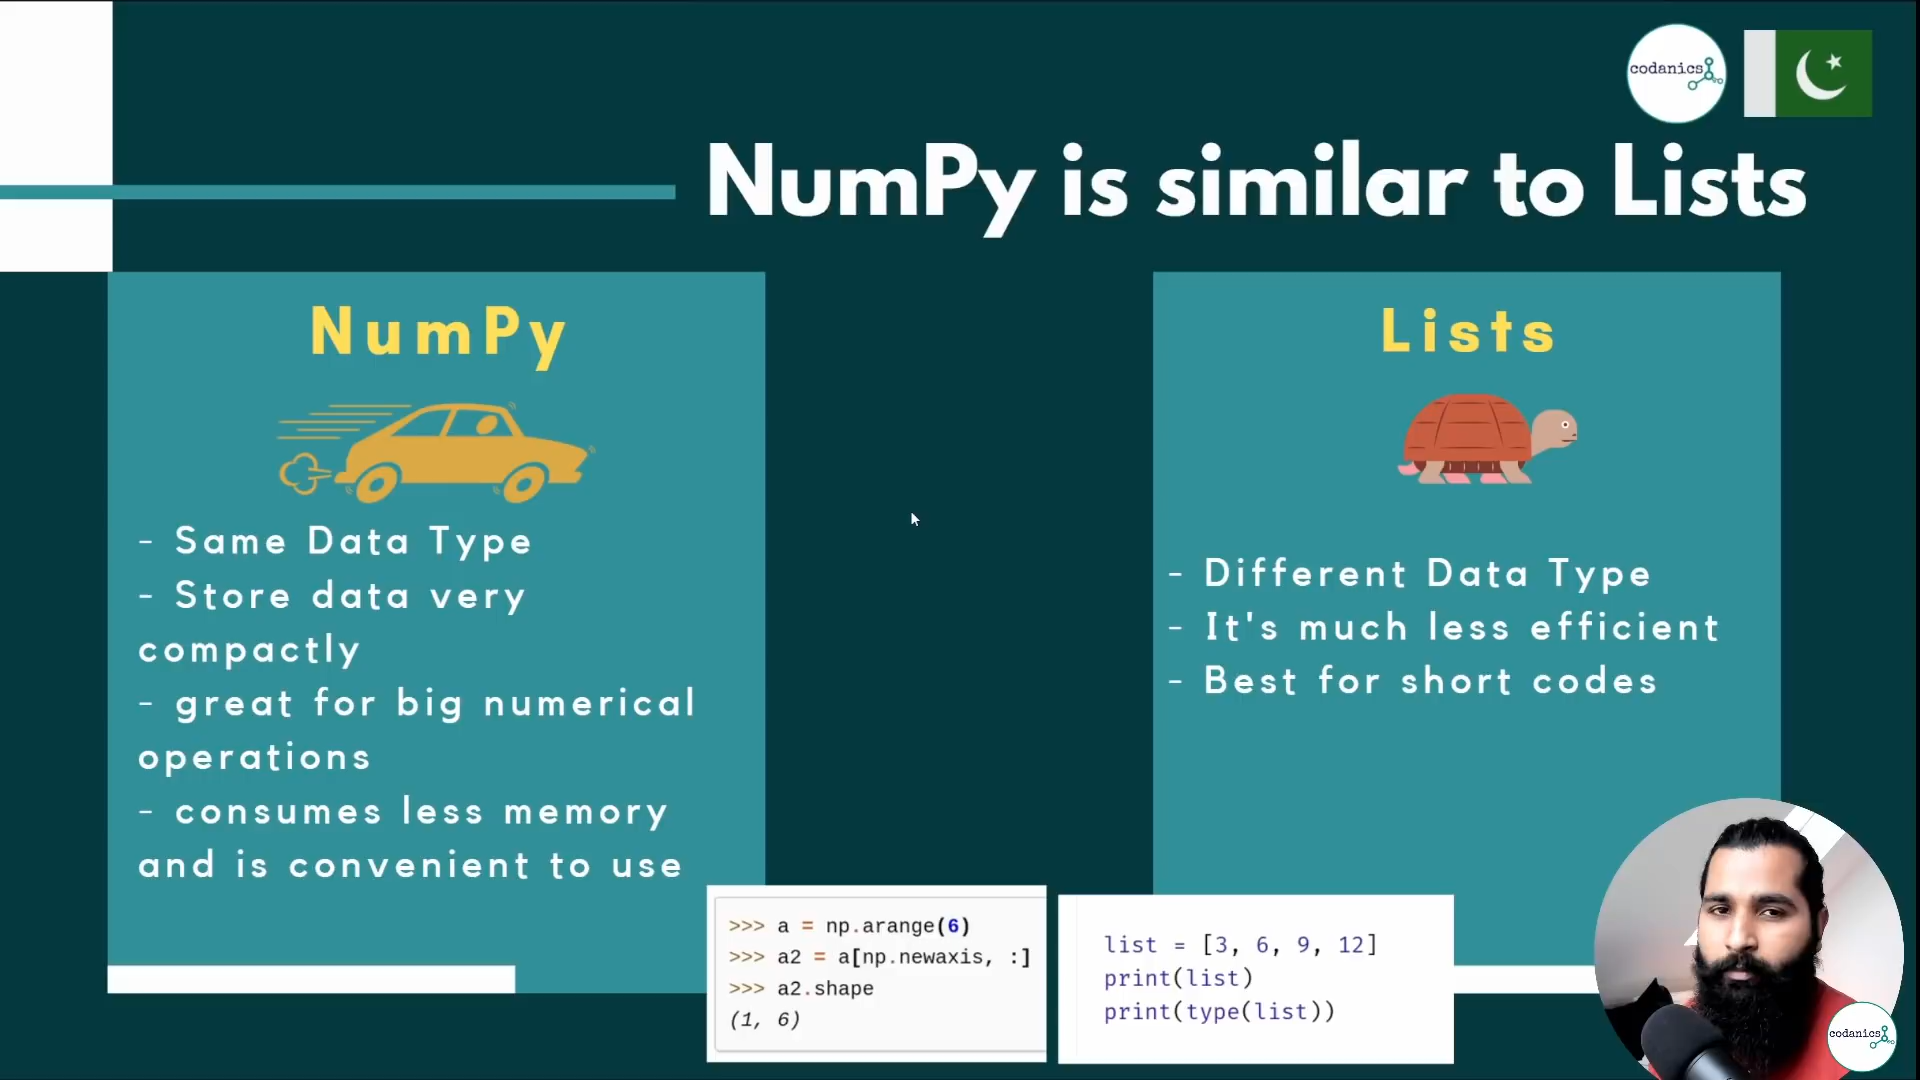 codanics
NumPy is similar to Lists
NumPy
- Same Data Type
- Store data very
compactly
- great for big numerical
operations
- consumes less memory
and is convenient to use
Lists
- Different Data Type
- It's much less efficient
- Best for short codes
>>> a = np.arange(6)
>>> a2 = a[np.newaxis, :]
>>> a2.shape
(1, 6)
list = [3, 6, 9, 12]
print(list)
print(type(list))
codanics